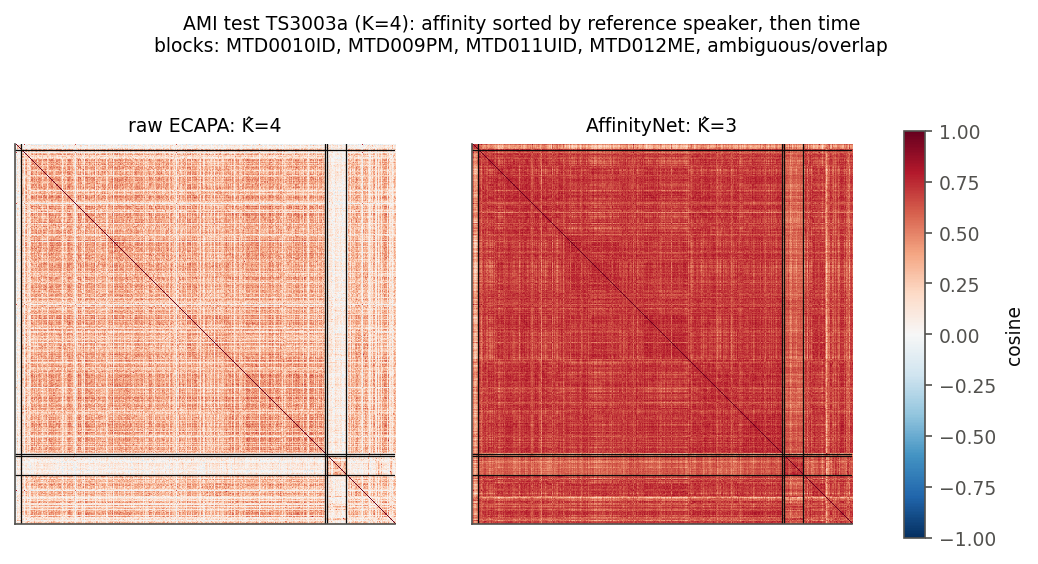 AMI test TS3003a (K=4): affinity sorted by reference speaker, then time
blocks: MTD0010ID, MTD009PM, MTD011UID, MTD012ME, ambiguous/overlap
raw ECAPA: K̂=4
AffinityNet: K̂=3
1.00
0.75
0.50
0.25
0.00
−0.25
−0.50
−0.75
−1.00
cosine